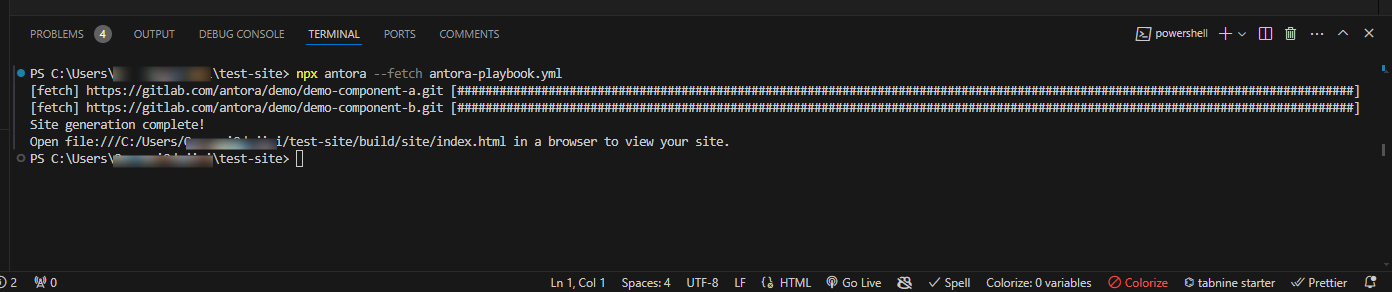 PROBLEMS 4 OUTPUT DEBUG CONSOLE TERMINAL PORTS COMMENTS powershell
PS C:\Users\ \test-site> npx antora --fetch antora-playbook.yml
[fetch] https://gitlab.com/antora/demo/demo-component-a.git [################################################################################################################################]
[fetch] https://gitlab.com/antora/demo/demo-component-b.git [################################################################################################################################]
Site generation complete!
Open file:///C:/Users/ /test-site/build/site/index.html in a browser to view your site.
PS C:\Users\ \test-site>
2 0 Ln 1, Col 1 Spaces: 4 UTF-8 LF HTML Go Live Spell Colorize: 0 variables Colorize tabnine starter Prettier